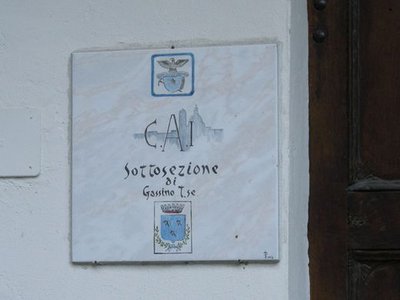 C.A.I
Sottosezione
di
Gassino T.se